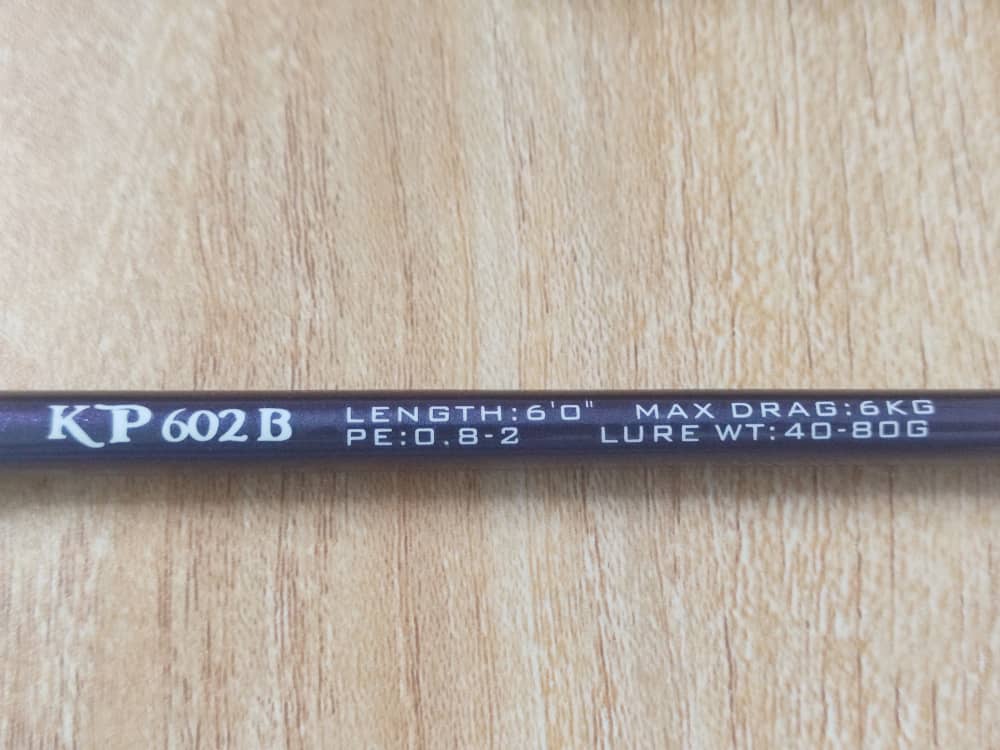 KP 602 B
LENGTH:6'0" MAX DRAG:6KG
PE:0.8-2 LURE WT:40-80G